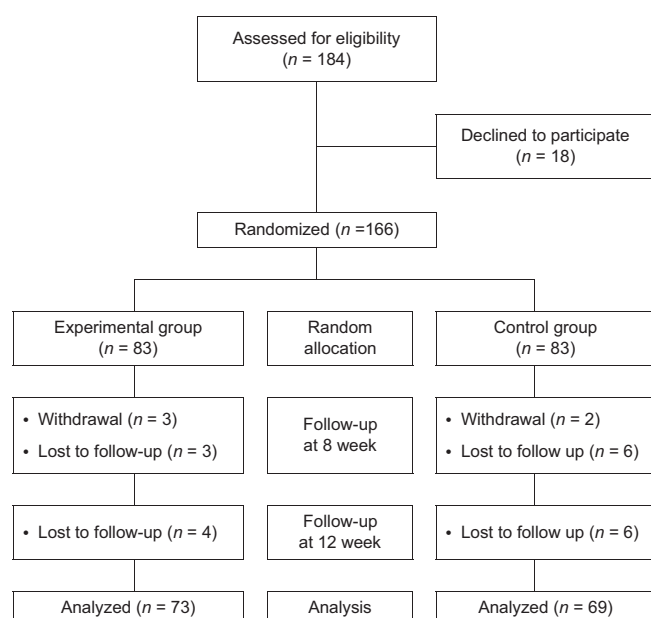 Assessed for eligibility
(n = 184)
Declined to participate
(n = 18)
Randomized (n =166)
Experimental group
(n = 83)
Random
allocation
Control group
(n = 83)
• Withdrawal (n = 3)
• Lost to follow-up (n = 3)
Follow-up
at 8 week
• Withdrawal (n = 2)
• Lost to follow up (n = 6)
• Lost to follow-up (n = 4)
Follow-up
at 12 week
• Lost to follow up (n = 6)
Analyzed (n = 73)
Analysis
Analyzed (n = 69)